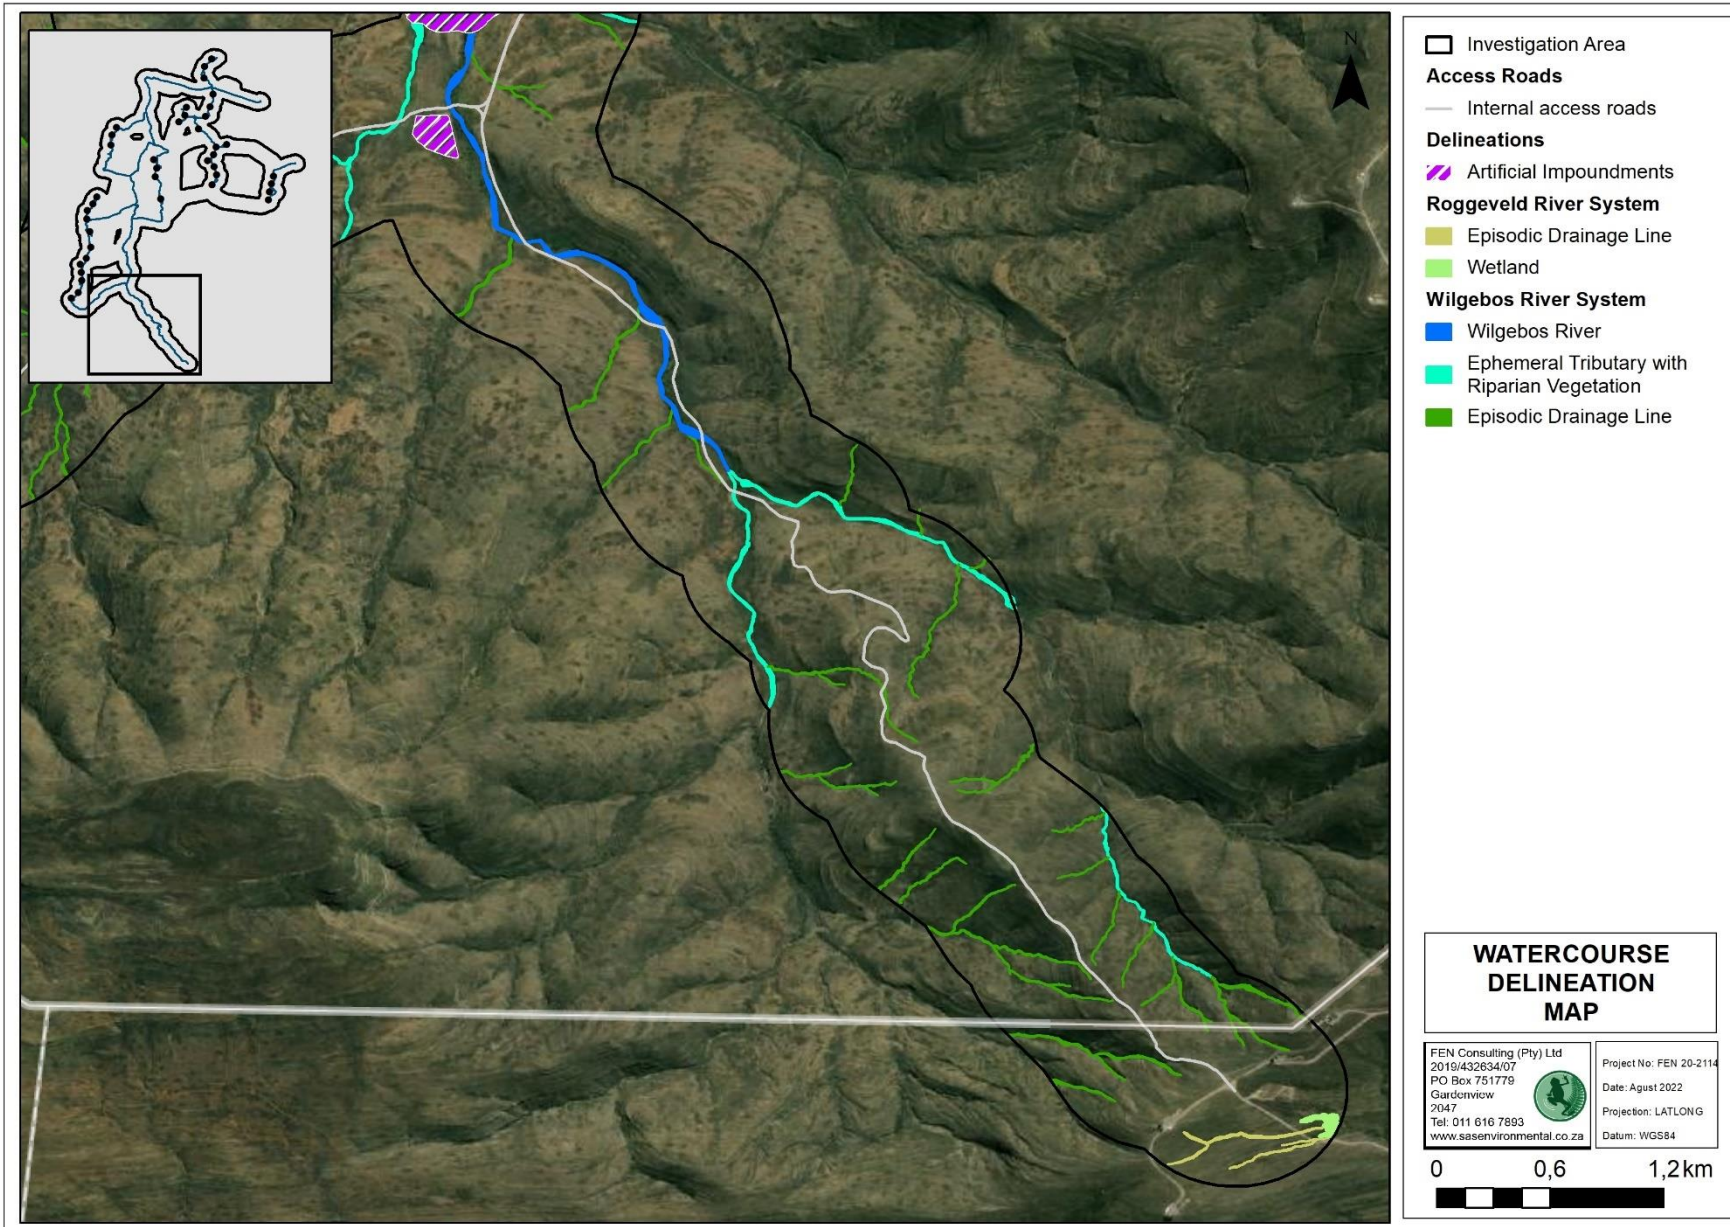 N
Investigation Area
Access Roads
Internal access roads
Delineations
Artificial Impoundments
Roggeveld River System
Episodic Drainage Line
Wetland
Wilgebos River System
Wilgebos River
Ephemeral Tributary with
Riparian Vegetation
Episodic Drainage Line
WATERCOURSE
DELINEATION
MAP
FEN Consulting (Pty) Ltd
2019/432634/07
PO Box 751779
Gardenview
2047
Tel: 011 616 7893
www.sasenvironmental.co.za
Project No: FEN 20-2114
Date: Agust 2022
Projection: LATLONG
Datum: WGS84
0 0,6 1,2 km